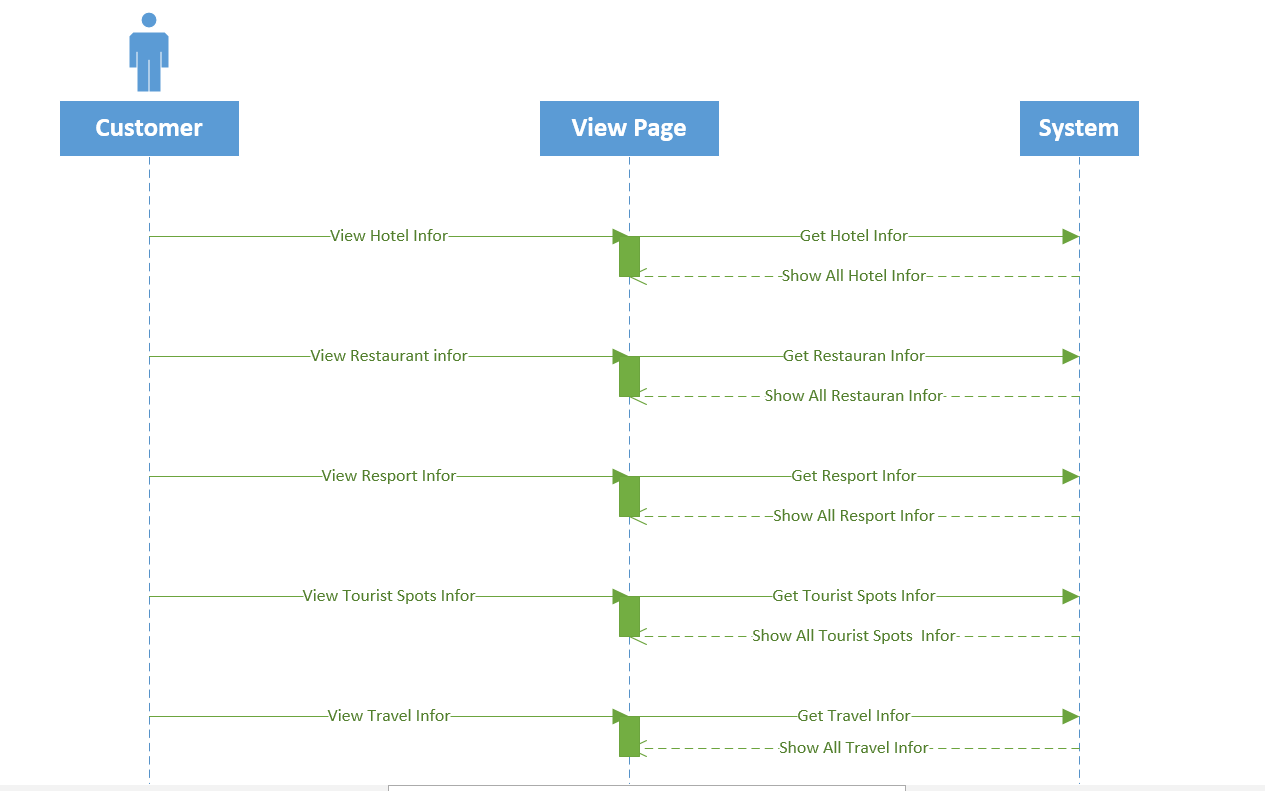 Customer
View Page
System
View Hotel Infor
Get Hotel Infor
Show All Hotel Infor
View Restaurant infor
Get Restauran Infor
Show All Restauran Infor
View Resport Infor
Get Resport Infor
Show All Resport Infor
View Tourist Spots Infor
Get Tourist Spots Infor
Show All Tourist Spots  Infor
View Travel Infor
Get Travel Infor
Show All Travel Infor